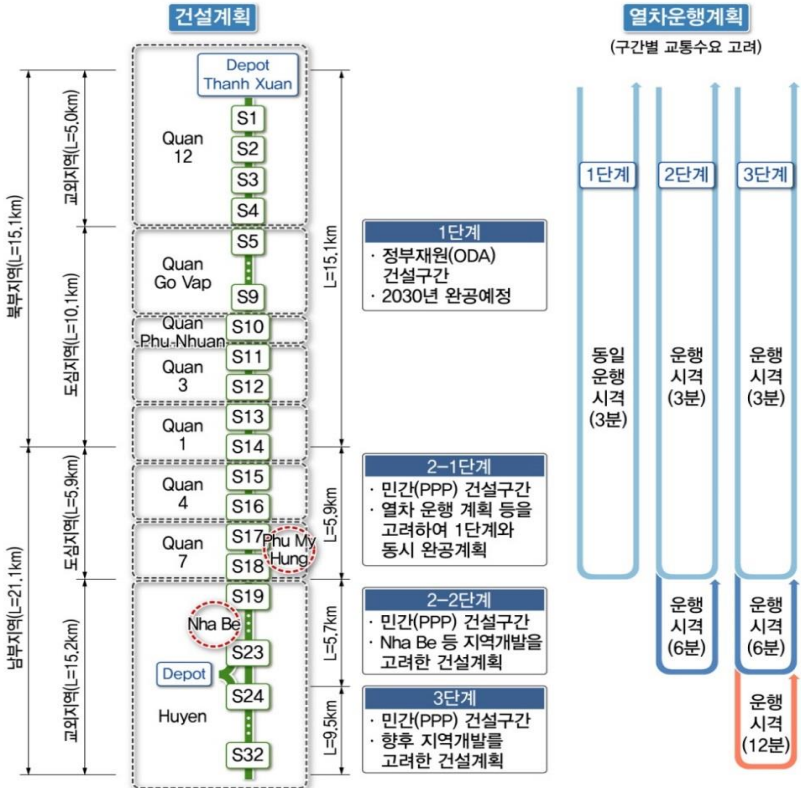 건설계획
열차운행계획
(구간별 교통수요 고려)
북부지역(L=15.1km)
교외지역(L=5.0km)
도심지역(L=10.1km)
남부지역(L=21.1km)
도심지역(L=5.9km)
교외지역(L=15.2km)
Depot
Thanh Xuan
Quan
12
S1
S2
S3
S4
Quan
Go Vap
S5
S9
Quan
Phu-Nhuan
S10
Quan
3
S11
S12
Quan
1
S13
S14
Quan
4
S15
S16
Quan
7
S17
S18
Phu My
Hung
S19
Nha Be
S23
Depot
S24
Huyen
S32
L=15.1km
L=5.9km
L=5.7km
L=9.5km
1단계
· 정부재원(ODA)
건설구간
· 2030년 완공예정
2-1단계
· 민간(PPP) 건설구간
· 열차 운행 계획 등을
고려하여 1단계와
동시 완공계획
2-2단계
· 민간(PPP) 건설구간
· Nha Be 등 지역개발을
고려한 건설계획
3단계
· 민간(PPP) 건설구간
· 향후 지역개발를
고려한 건설계획
1단계
동일
운행
시격
(3분)
2단계
운행
시격
(3분)
운행
시격
(6분)
3단계
운행
시격
(3분)
운행
시격
(6분)
운행
시격
(12분)